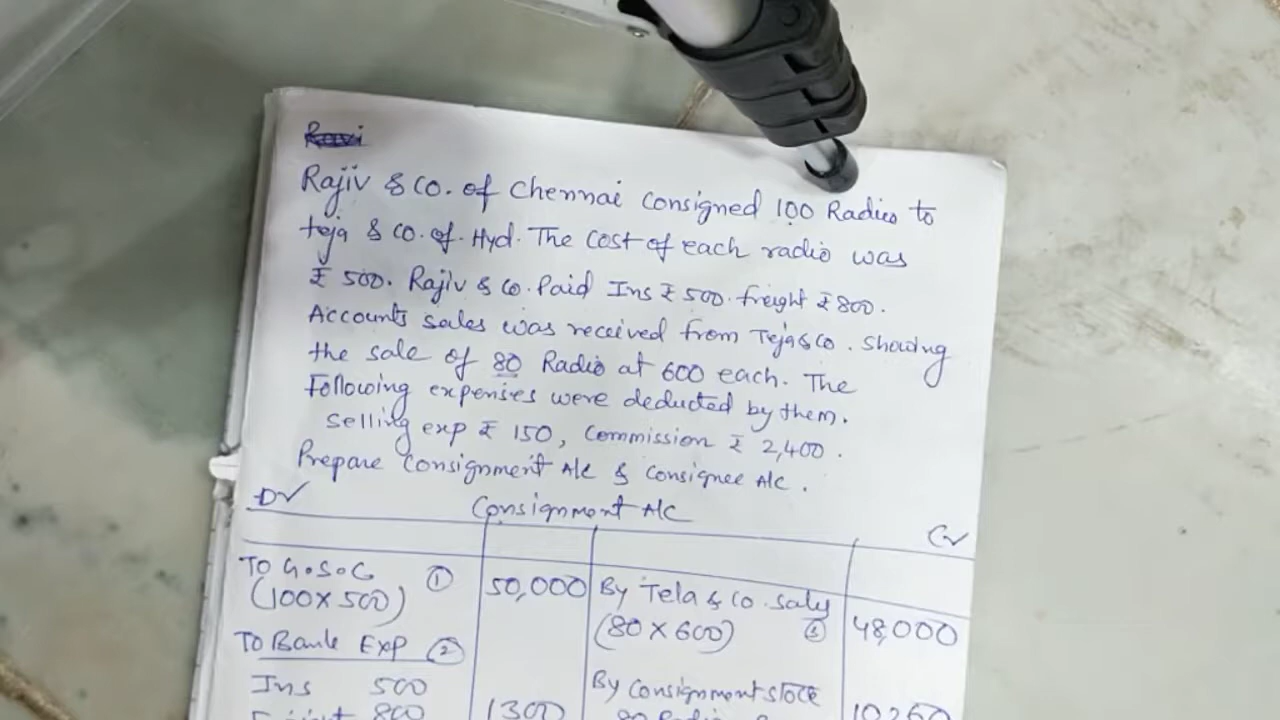 Rajiv & Co. of Chennai Consigned 100 Radios to
teja & Co. of. Hyd. The Cost of each radio was
₹ 500. Rajiv & Co. Paid Ins ₹ 500. freight ₹ 800.
Accounts sales was received from Teja & Co. Showing
the sale of 80 Radio at 600 each. The
following expenses were deducted by them.
selling exp ₹ 150, Commission ₹ 2,400.
Prepare Consignment A/c & Consignee A/c.
Dr Consignment A/c Cr
To G.S.C ① 50,000 By Tela & Co. Sales
(100 x 500) (80 x 600) 48,000
To Bank Exp ②
Ins 500 By Consignment stock
800 1300 10,260